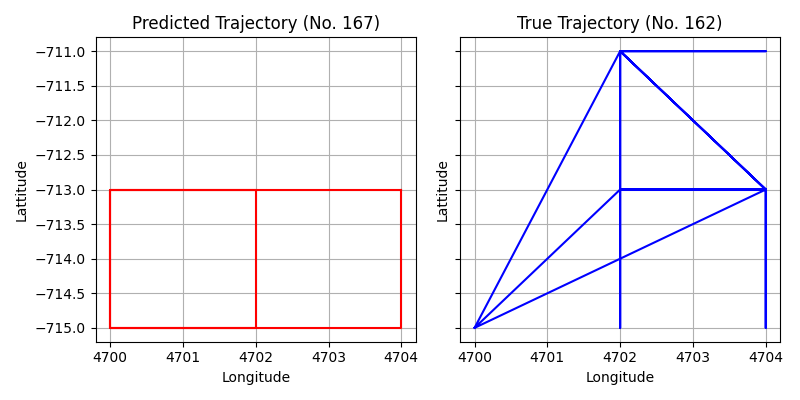 Predicted Trajectory (No. 167)
True Trajectory (No. 162)
Lattitude
−711.0
−711.5
−712.0
−712.5
−713.0
−713.5
−714.0
−714.5
−715.0
4700 4701 4702 4703 4704
Longitude
Lattitude
4700 4701 4702 4703 4704
Longitude